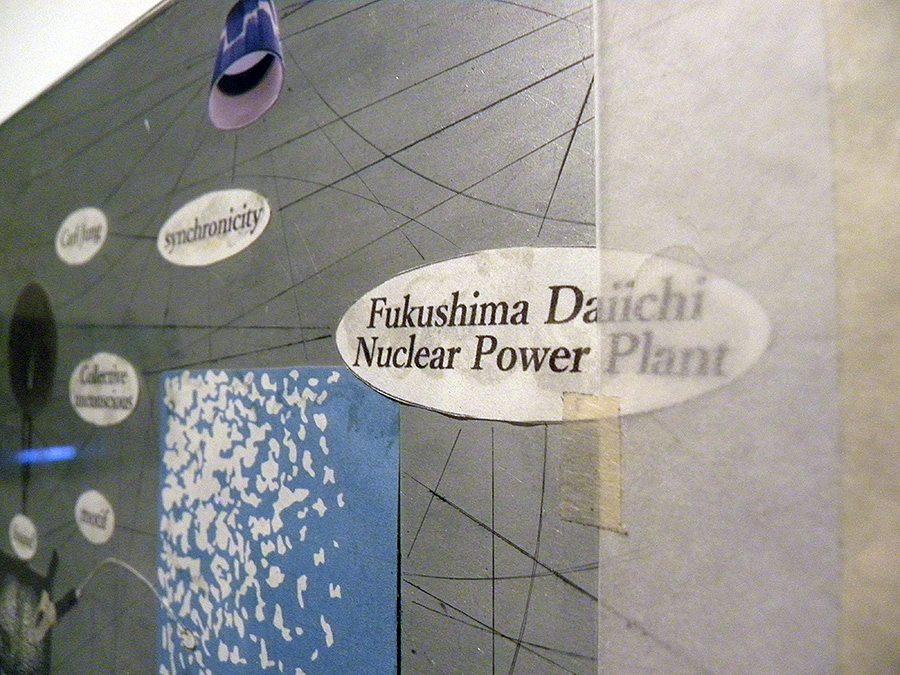 Carl Jung
synchronicity
Fukushima Daiichi
Nuclear Power Plant
Collective
unconscious
motif